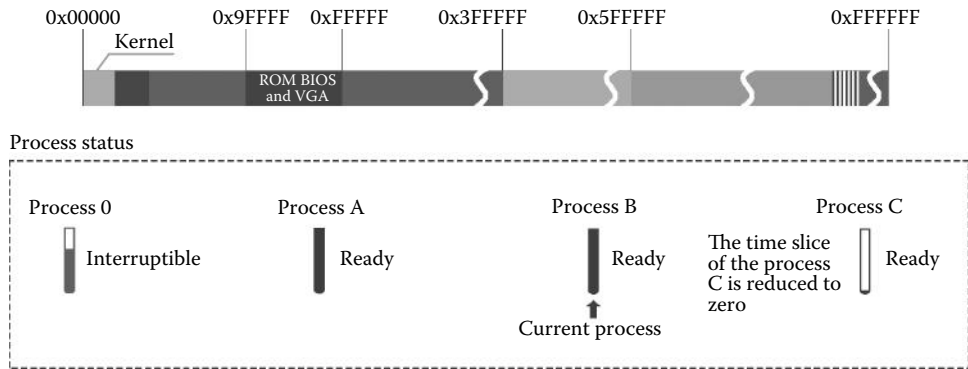 0x00000 0x9FFFF 0xFFFFF 0x3FFFFF 0x5FFFFF 0xFFFFFF
Kernel
ROM BIOS
and VGA
Process status
Process 0
Interruptible
Process A
Ready
Process B
Ready
Current process
Process C
The time slice
of the process
C is reduced to
zero
Ready